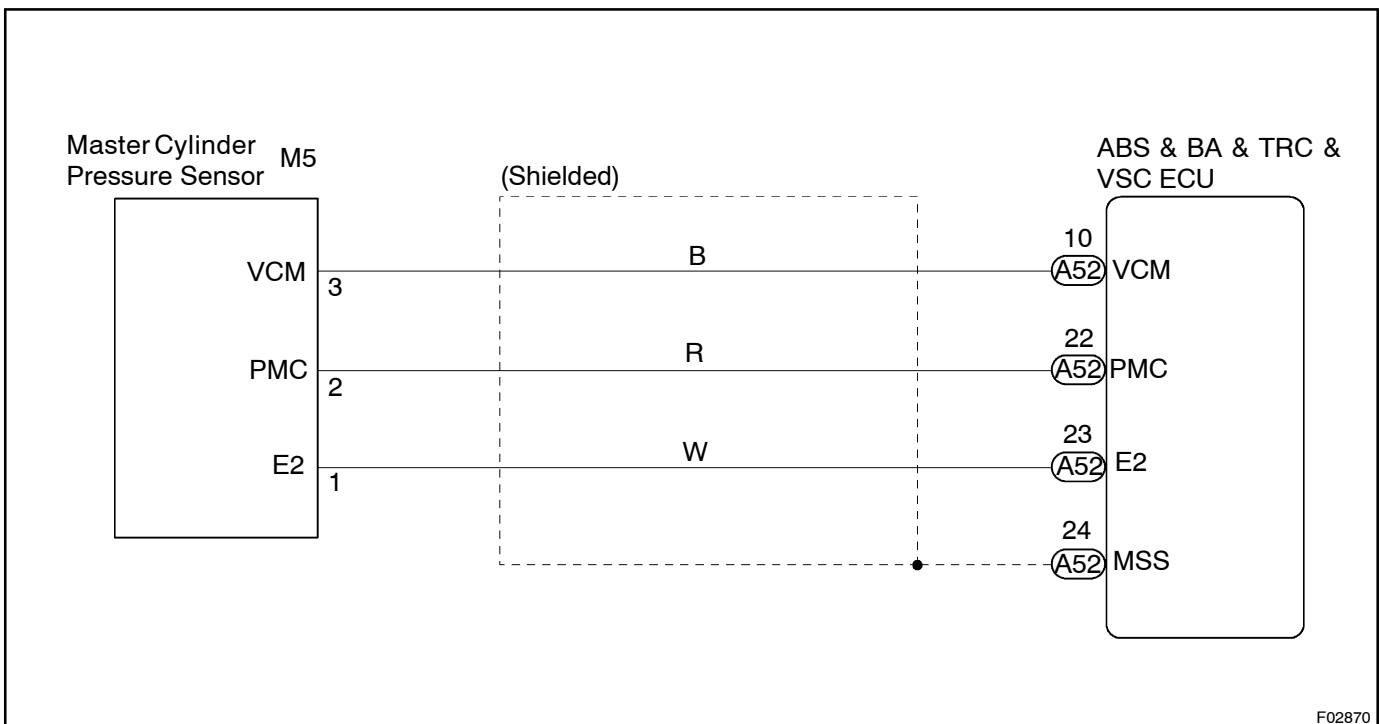 Master Cylinder
Pressure Sensor
M5
(Shielded)
ABS & BA & TRC &
VSC ECU
VCM
3
B
10
A52
VCM
PMC
2
R
22
A52
PMC
E2
1
W
23
A52
E2
24
A52
MSS
F02870